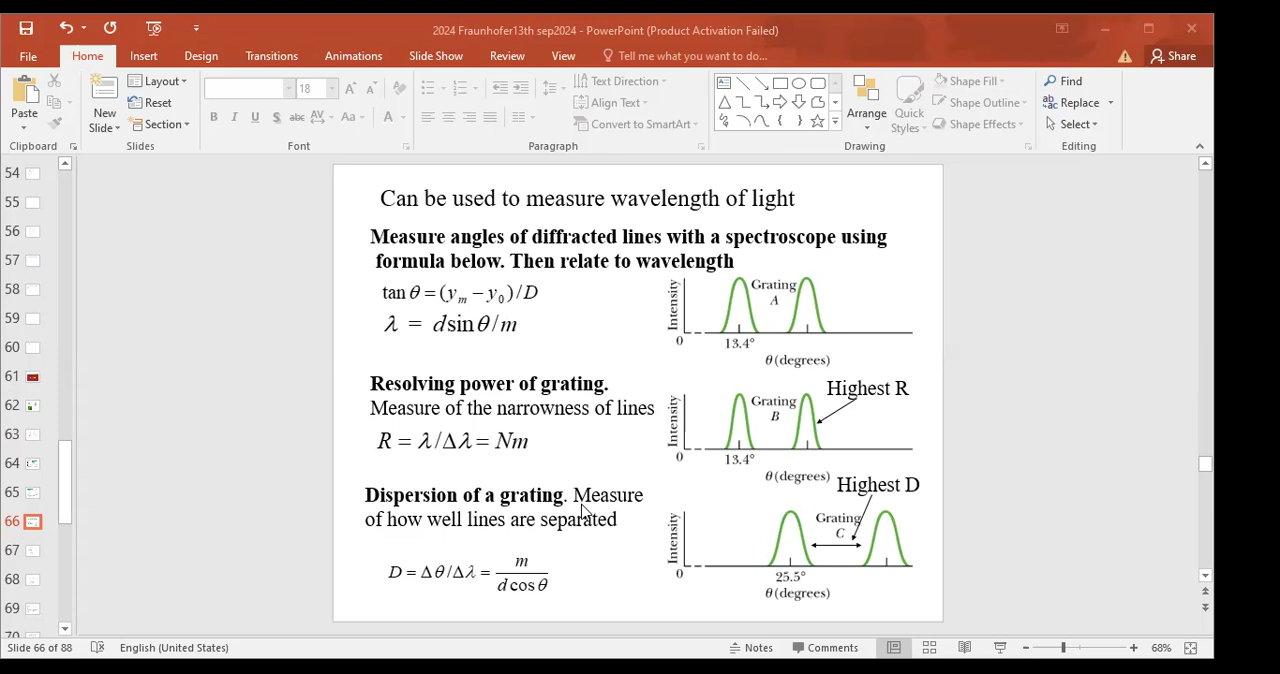 2024 Fraunhofer13th sep2024 - PowerPoint (Product Activation Failed)
File Home Insert Design Transitions Animations Slide Show Review View Tell me what you want to do... Share
Paste
New Slide
Layout
Reset
Section
18
B I U S abc AV Aa A
Text Direction
Align Text
Convert to SmartArt
Arrange
Quick Styles
Shape Fill
Shape Outline
Shape Effects
Find
Replace
Select
Clipboard Slides Font Paragraph Drawing Editing
54
55
56
57
58
59
60
61
62
63
64
65
66
67
68
69
Can be used to measure wavelength of light
Measure angles of diffracted lines with a spectroscope using
formula below. Then relate to wavelength
tan θ = (yₘ − y₀)/D
λ = d sin θ/m
Intensity
Grating
A
0
13.4°
θ (degrees)
Resolving power of grating.
Measure of the narrowness of lines
R = λ/Δλ = Nm
Highest R
Intensity
Grating
B
0
13.4°
θ (degrees)
Dispersion of a grating. Measure
of how well lines are separated
D = Δθ/Δλ = m / d cos θ
Highest D
Intensity
Grating
C
0
25.5°
θ (degrees)
Slide 66 of 88 English (United States) Notes Comments 68%